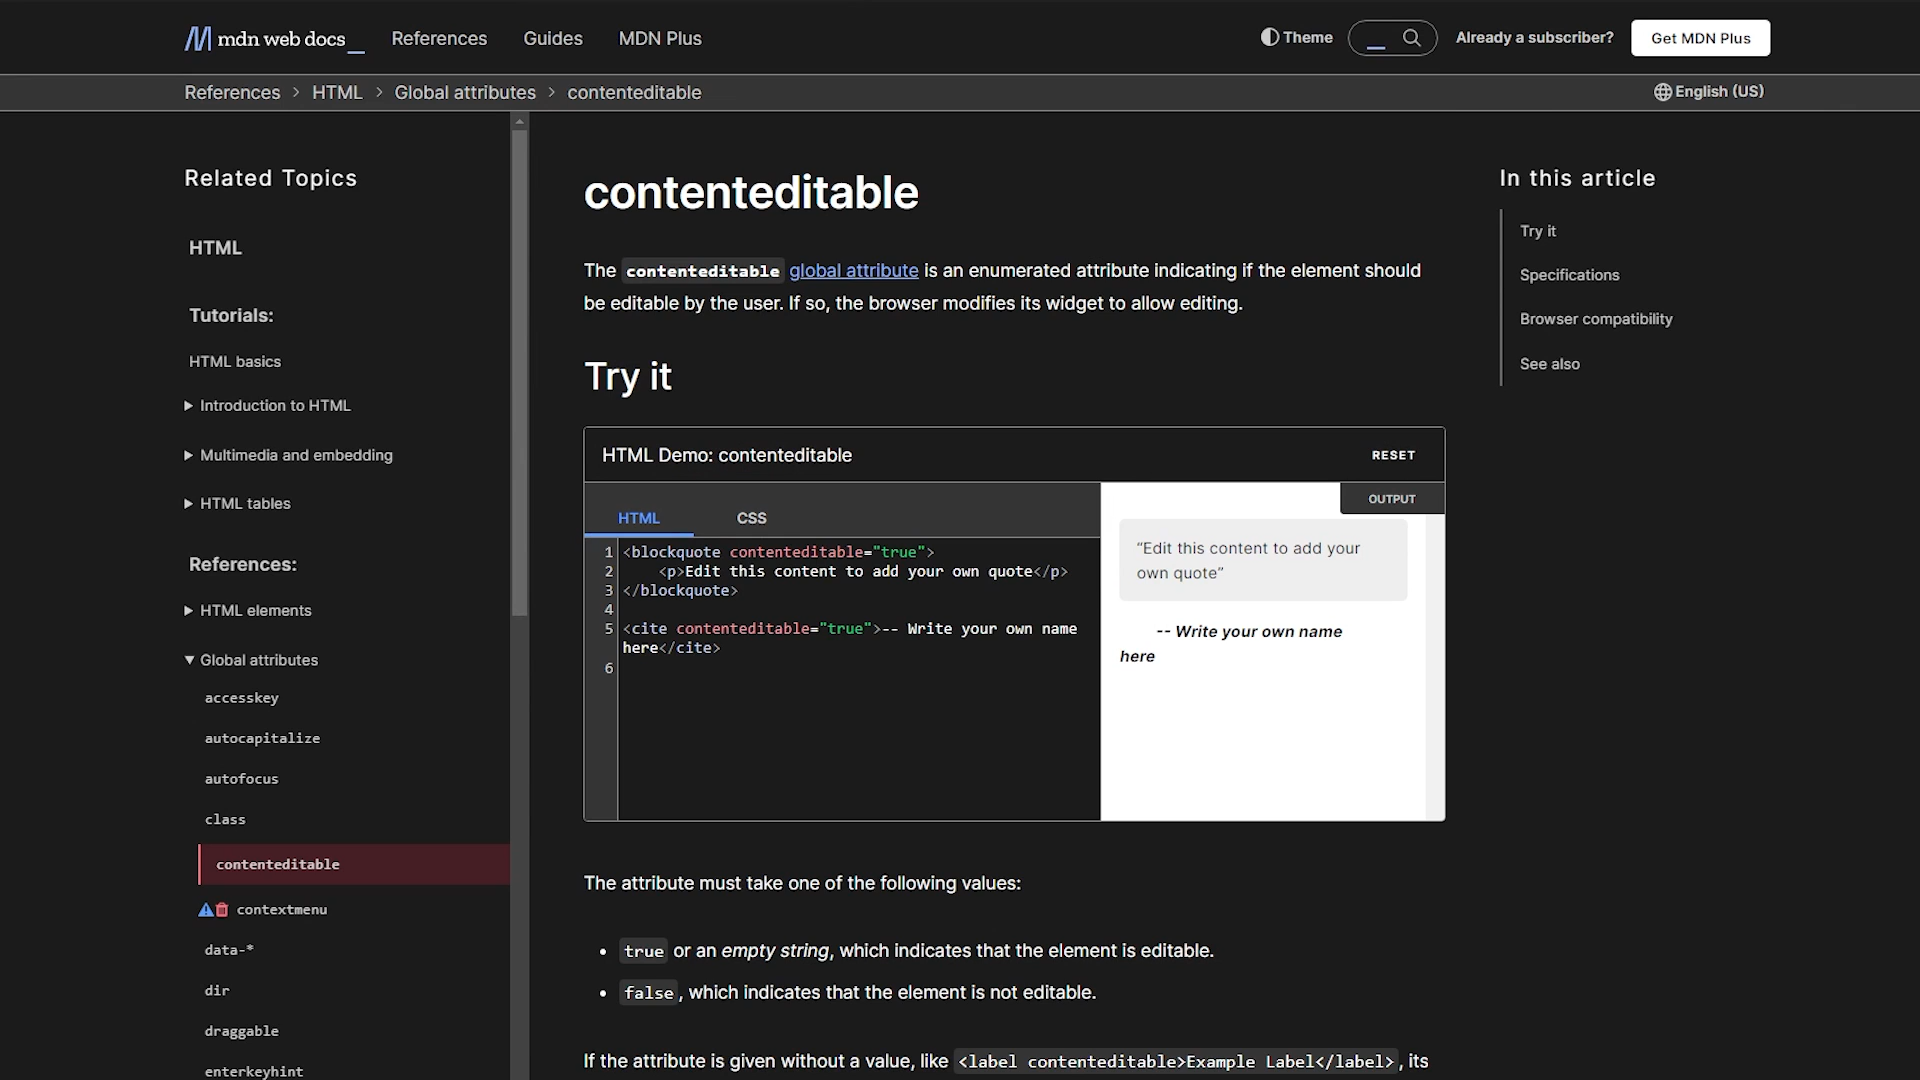 mdn web docs_
References
Guides
MDN Plus
Theme
Already a subscriber?
Get MDN Plus
References > HTML > Global attributes > contenteditable
English (US)
Related Topics
HTML
Tutorials:
HTML basics
Introduction to HTML
Multimedia and embedding
HTML tables
References:
HTML elements
Global attributes
accesskey
autocapitalize
autofocus
class
contenteditable
contextmenu
data-*
dir
draggable
enterkeyhint
contenteditable
The contenteditable global attribute is an enumerated attribute indicating if the element should
be editable by the user. If so, the browser modifies its widget to allow editing.
Try it
HTML Demo: contenteditable
RESET
HTML
CSS
1 <blockquote contenteditable="true">
2     <p>Edit this content to add your own quote</p>
3 </blockquote>
4
5 <cite contenteditable="true">-- Write your own name
here</cite>
6
OUTPUT
“Edit this content to add your
own quote”
-- Write your own name
here
The attribute must take one of the following values:
• true or an empty string, which indicates that the element is editable.
• false, which indicates that the element is not editable.
If the attribute is given without a value, like <label contenteditable>Example Label</label>, its
In this article
Try it
Specifications
Browser compatibility
See also